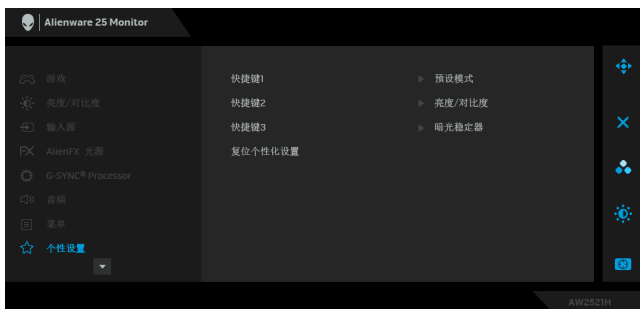 Alienware 25 Monitor
游戏
亮度/对比度
输入源
AlienFX 光源
G-SYNC® Processor
音频
菜单
个性设置
快捷键1 预设模式
快捷键2 亮度/对比度
快捷键3 暗光稳定器
复位个性化设置
AW2521H